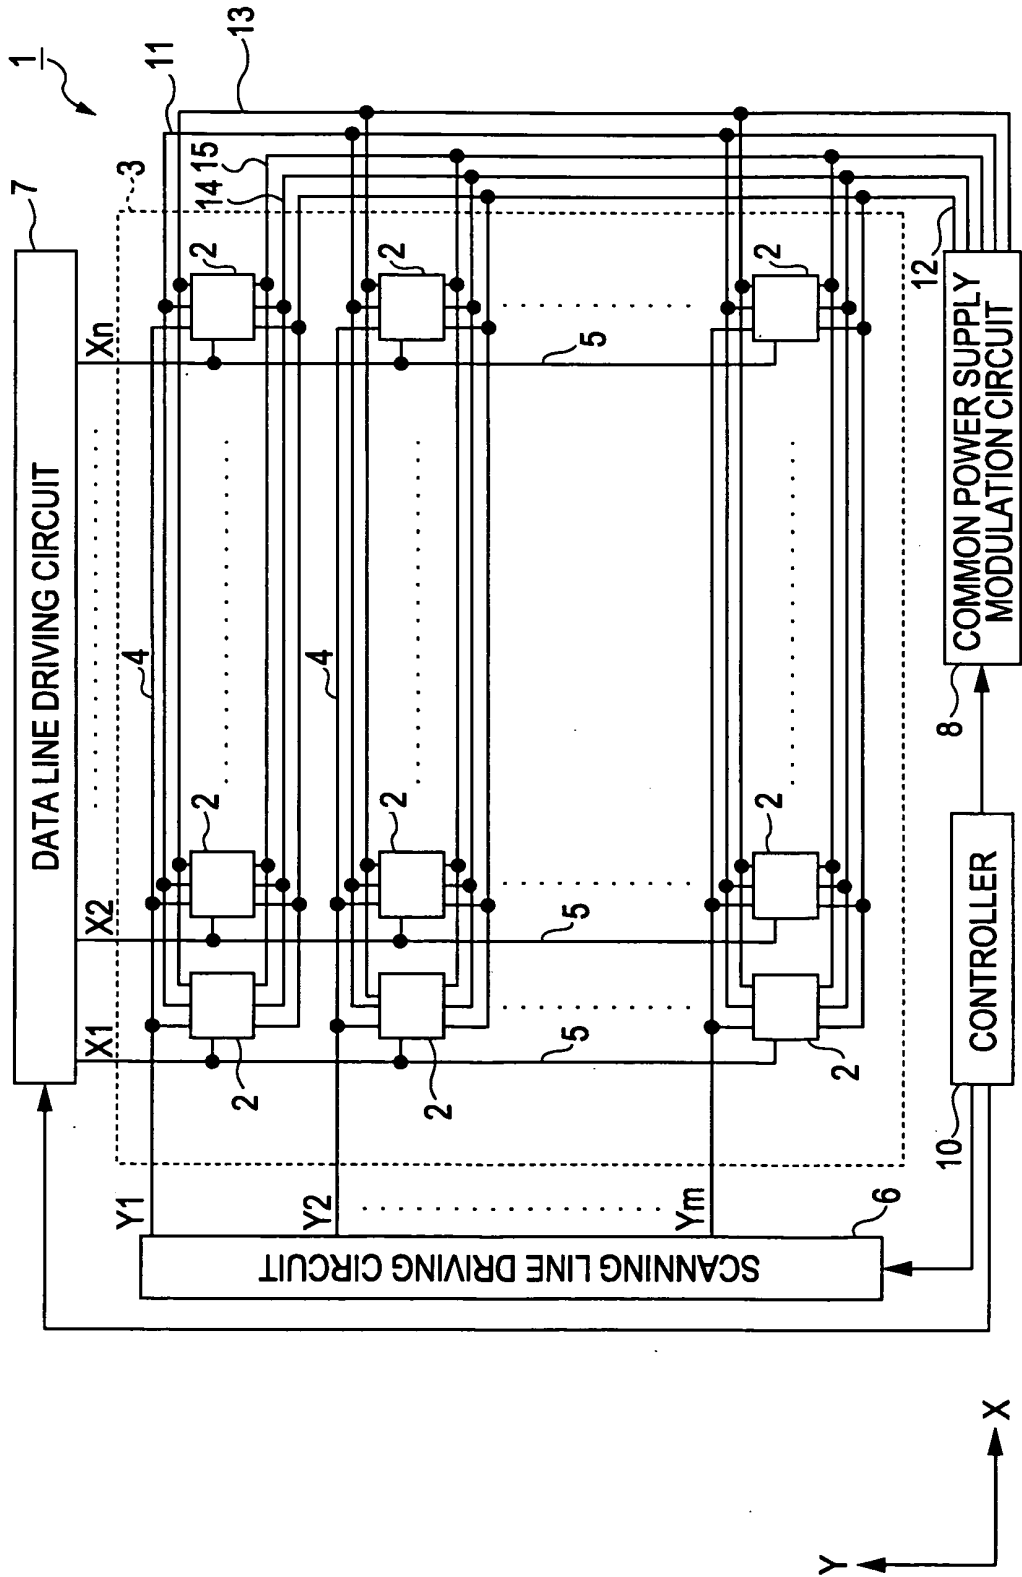 1
7
DATA LINE DRIVING CIRCUIT
3
15
14
11
13
X1
X2
Xn
Y1
4
2
2
2
Y2
4
2
2
2
5
5
5
Ym
2
2
2
6
SCANNING LINE DRIVING CIRCUIT
10
CONTROLLER
8
COMMON POWER SUPPLY
MODULATION CIRCUIT
12
Y
X